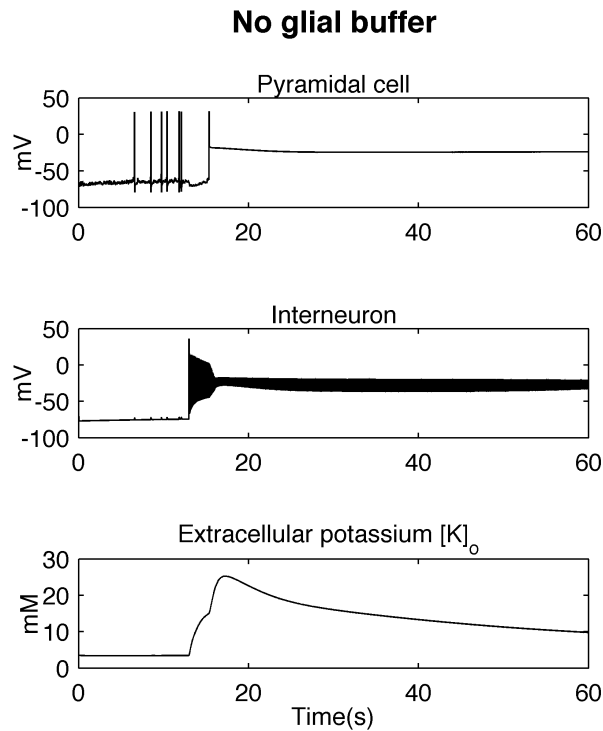 No glial buffer
Pyramidal cell
50
0
-50
-100
mV
0 20 40 60
Interneuron
50
0
-50
-100
mV
0 20 40 60
Extracellular potassium [K]o
30
20
10
0
mM
0 20 40 60
Time(s)